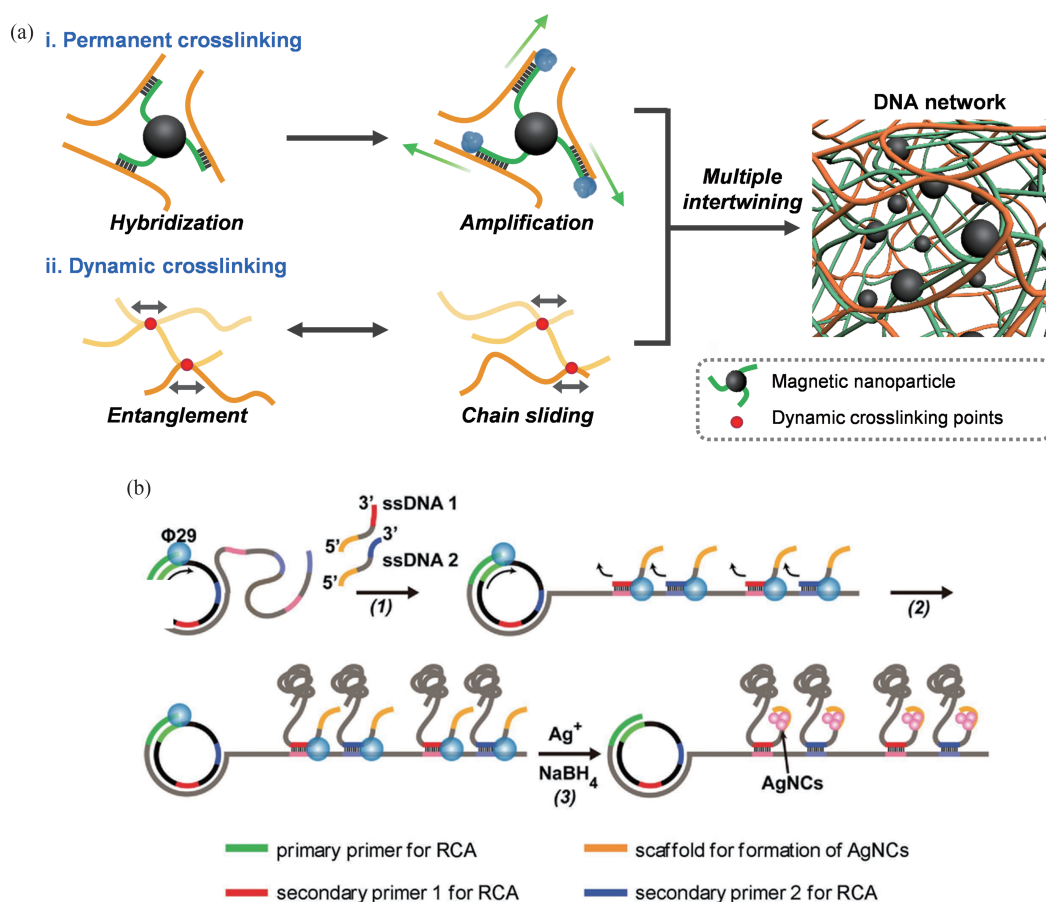 (a)
i. Permanent crosslinking
Hybridization
Amplification
ii. Dynamic crosslinking
Entanglement
Chain sliding
Multiple
intertwining
DNA network
Magnetic nanoparticle
Dynamic crosslinking points
(b)
Φ29
3’ ssDNA 1
5’
3’
ssDNA 2
5’
(1)
(2)
Ag+
NaBH4
(3)
AgNCs
primary primer for RCA
scaffold for formation of AgNCs
secondary primer 1 for RCA
secondary primer 2 for RCA